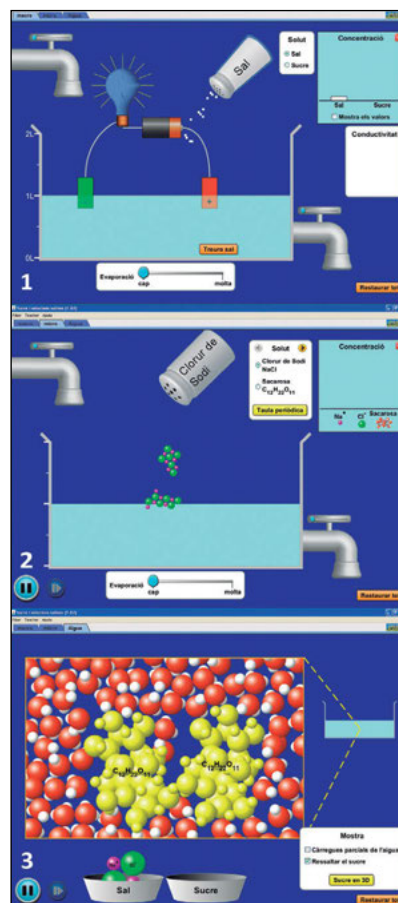 Macro
Micro
Aigua
Solut
Sal
Sucre
Sal
Concentració
Sal Sucre
Mostra els valors
Conductivitat
2L
1L
0L
Treure sal
Evaporació
cap molta
Restaurar tot
1
Clorur de
Sodi
Solut
Clorur de Sodi
NaCl
Sacarosa
C12H22O11
Taula periòdica
Concentració
Na+ Cl- Sacarosa
Evaporació
cap molta
Restaurar tot
2
Aigua
C12H22O11
C12H22O11
Mostra
Càrregues parcials de l'aigua
Ressaltar el sucre
Sucre en 3D
Sal
Sucre
Restaurar tot
3